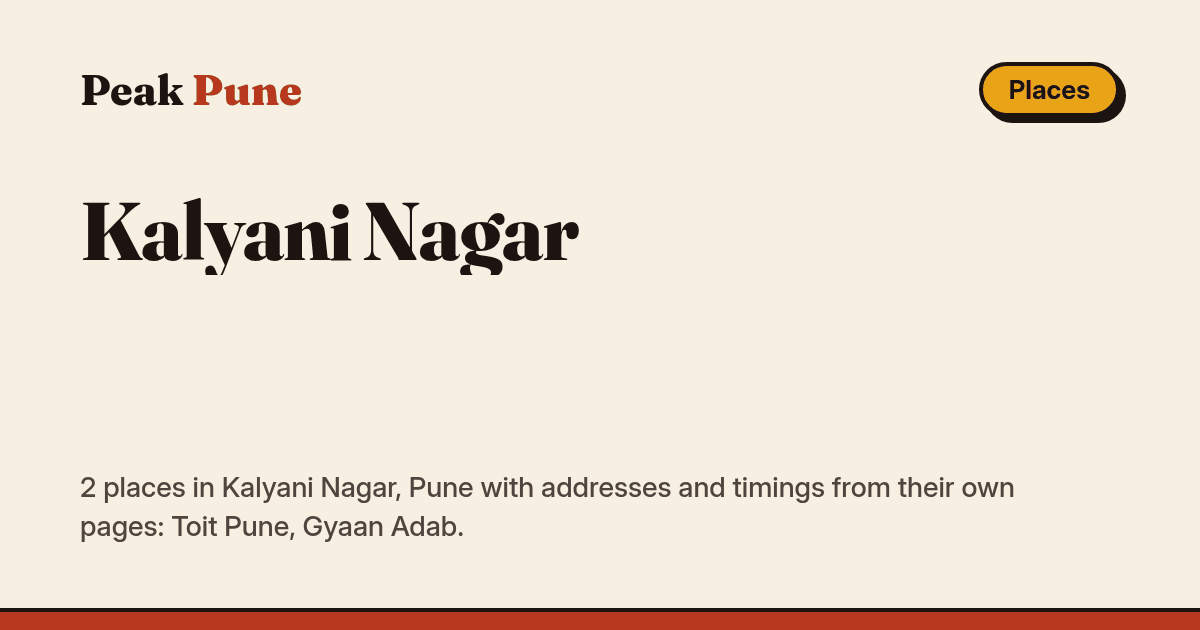 Peak Pune
Places
Kalyani Nagar
2 places in Kalyani Nagar, Pune with addresses and timings from their own
pages: Toit Pune, Gyaan Adab.